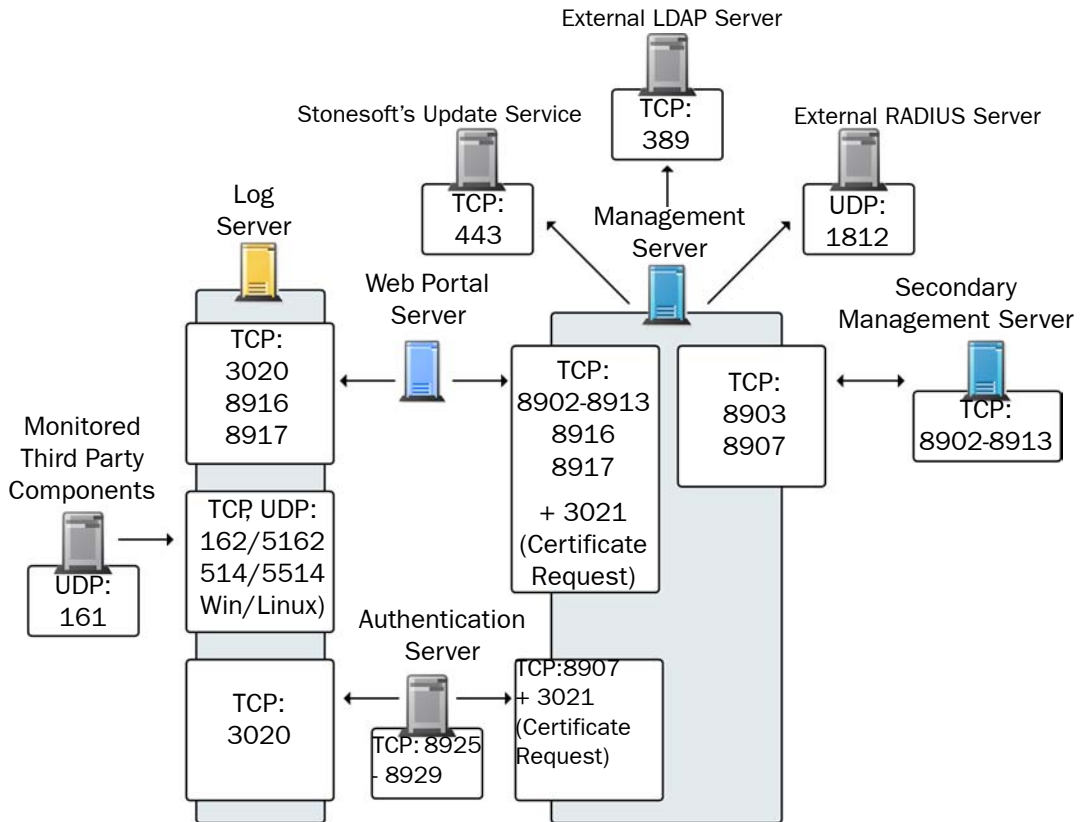 External LDAP Server
TCP:
389
Stonesoft's Update Service
TCP:
443
External RADIUS Server
UDP:
1812
Log
Server
Management
Server
Web Portal
Server
Secondary
Management Server
TCP:
3020
8916
8917
TCP:
8902-8913
8916
8917
+ 3021
(Certificate
Request)
TCP:
8903
8907
TCP:
8902-8913
Monitored
Third Party
Components
UDP:
161
TCP, UDP:
162/5162
514/5514
Win/Linux)
Authentication
Server
TCP:
3020
TCP: 8925
- 8929
TCP:8907
+ 3021
(Certificate
Request)